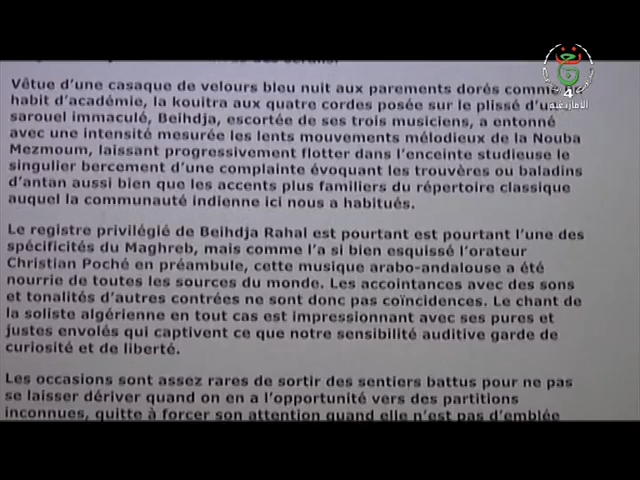 Vêtue d'une casaque de velours bleu nuit aux parements dorés comme
habit d'académie, la kouitra aux quatre cordes posée sur le plissé d'un
sarouel immaculé, Beihdja, escortée de ses trois musiciens, a entonné
avec une intensité mesurée les lents mouvements mélodieux de la Nouba
Mezmoum, laissant progressivement flotter dans l'enceinte studieuse le
singulier bercement d'une complainte évoquant les trouvères ou baladins
d'antan aussi bien que les accents plus familiers du répertoire classique
auquel la communauté indienne ici nous a habitués.
Le registre privilégié de Beihdja Rahal est pourtant est pourtant l'une des
spécificités du Maghreb, mais comme l'a si bien esquissé l'orateur
Christian Poché en préambule, cette musique arabo-andalouse a été
nourrie de toutes les sources du monde. Les accointances avec des sons
et tonalités d'autres contrées ne sont donc pas coïncidences. Le chant de
la soliste algérienne en tout cas est impressionnant avec ses pures et
justes envolés qui captivent ce que notre sensibilité auditive garde de
curiosité et de liberté.
Les occasions sont assez rares de sortir des sentiers battus pour ne pas
se laisser dériver quand on en a l'opportunité vers des partitions
inconnues, quitte à forcer son attention quand elle n'est pas d'emblée
4
الأمازيغية